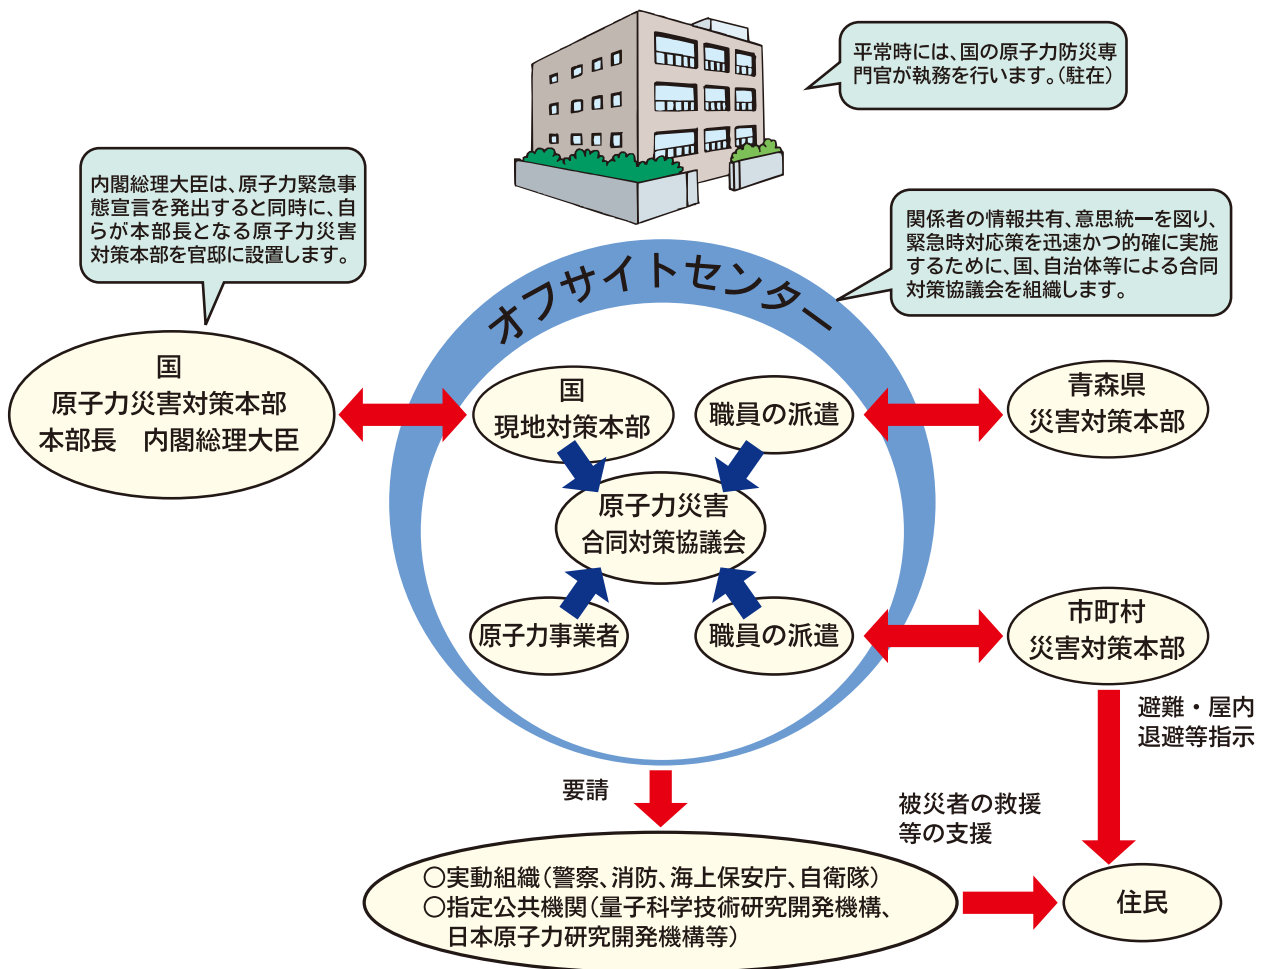 平常時には、国の原子力防災専
門官が執務を行います。（駐在）
内閣総理大臣は、原子力緊急事
態宣言を発出すると同時に、自
らが本部長となる原子力災害
対策本部を官邸に設置します。
関係者の情報共有、意思統一を図り、
緊急時対応策を迅速かつ的確に実施
するために、国、自治体等による合同
対策協議会を組織します。
オフサイトセンター
国
原子力災害対策本部
本部長　内閣総理大臣
国
現地対策本部
職員の派遣
青森県
災害対策本部
原子力災害
合同対策協議会
原子力事業者
職員の派遣
市町村
災害対策本部
避難・屋内
退避等指示
要請
被災者の救援
等の支援
○実動組織（警察、消防、海上保安庁、自衛隊）
○指定公共機関（量子科学技術研究開発機構、
日本原子力研究開発機構等）
住民